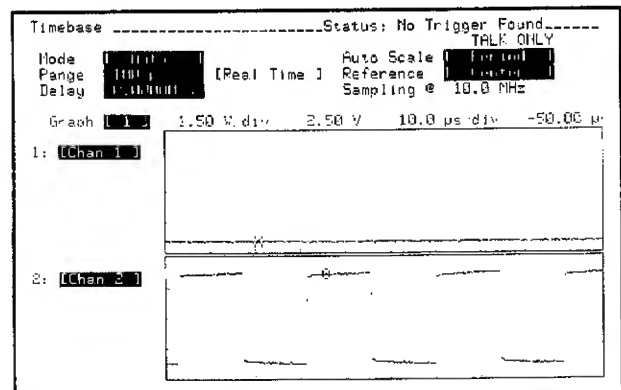 Timebase Status: No Trigger Found
TALK ONLY
Mode Auto Scale
Range [Real Time ] Reference
Delay Sampling @ 10.0 MHz
Graph [ 1 ] 1.50 V/div 2.50 V 10.0 µs/div -50.00 µ
1: [Chan 1 ]
2: [Chan 2 ]